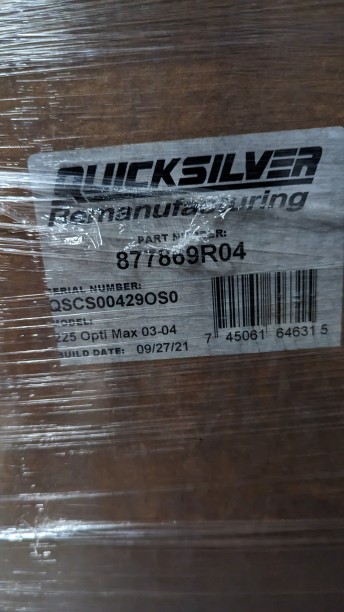 QUICKSILVER
Remanufacturing
PART NUMBER:
877869R04
SERIAL NUMBER:
QSCS00429OS0
MODEL:
225 Opti Max 03-04
BUILD DATE: 09/27/21
7 45061 64631 5